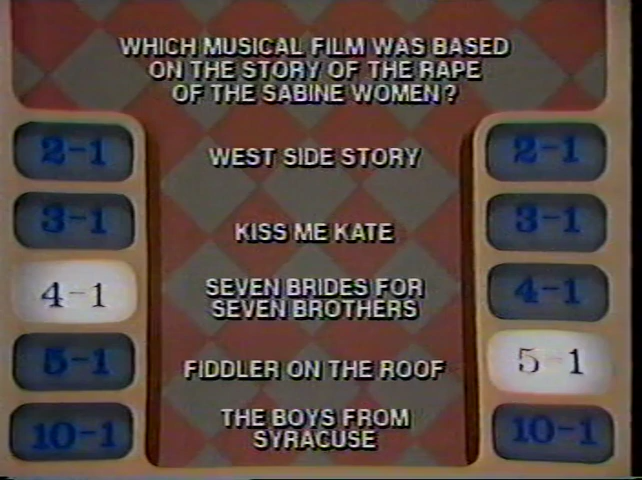 WHICH MUSICAL FILM WAS BASED
ON THE STORY OF THE RAPE
OF THE SABINE WOMEN?
2-1 WEST SIDE STORY 2-1
3-1 KISS ME KATE 3-1
4-1 SEVEN BRIDES FOR
SEVEN BROTHERS 4-1
5-1 FIDDLER ON THE ROOF 5-1
10-1 THE BOYS FROM
SYRACUSE 10-1